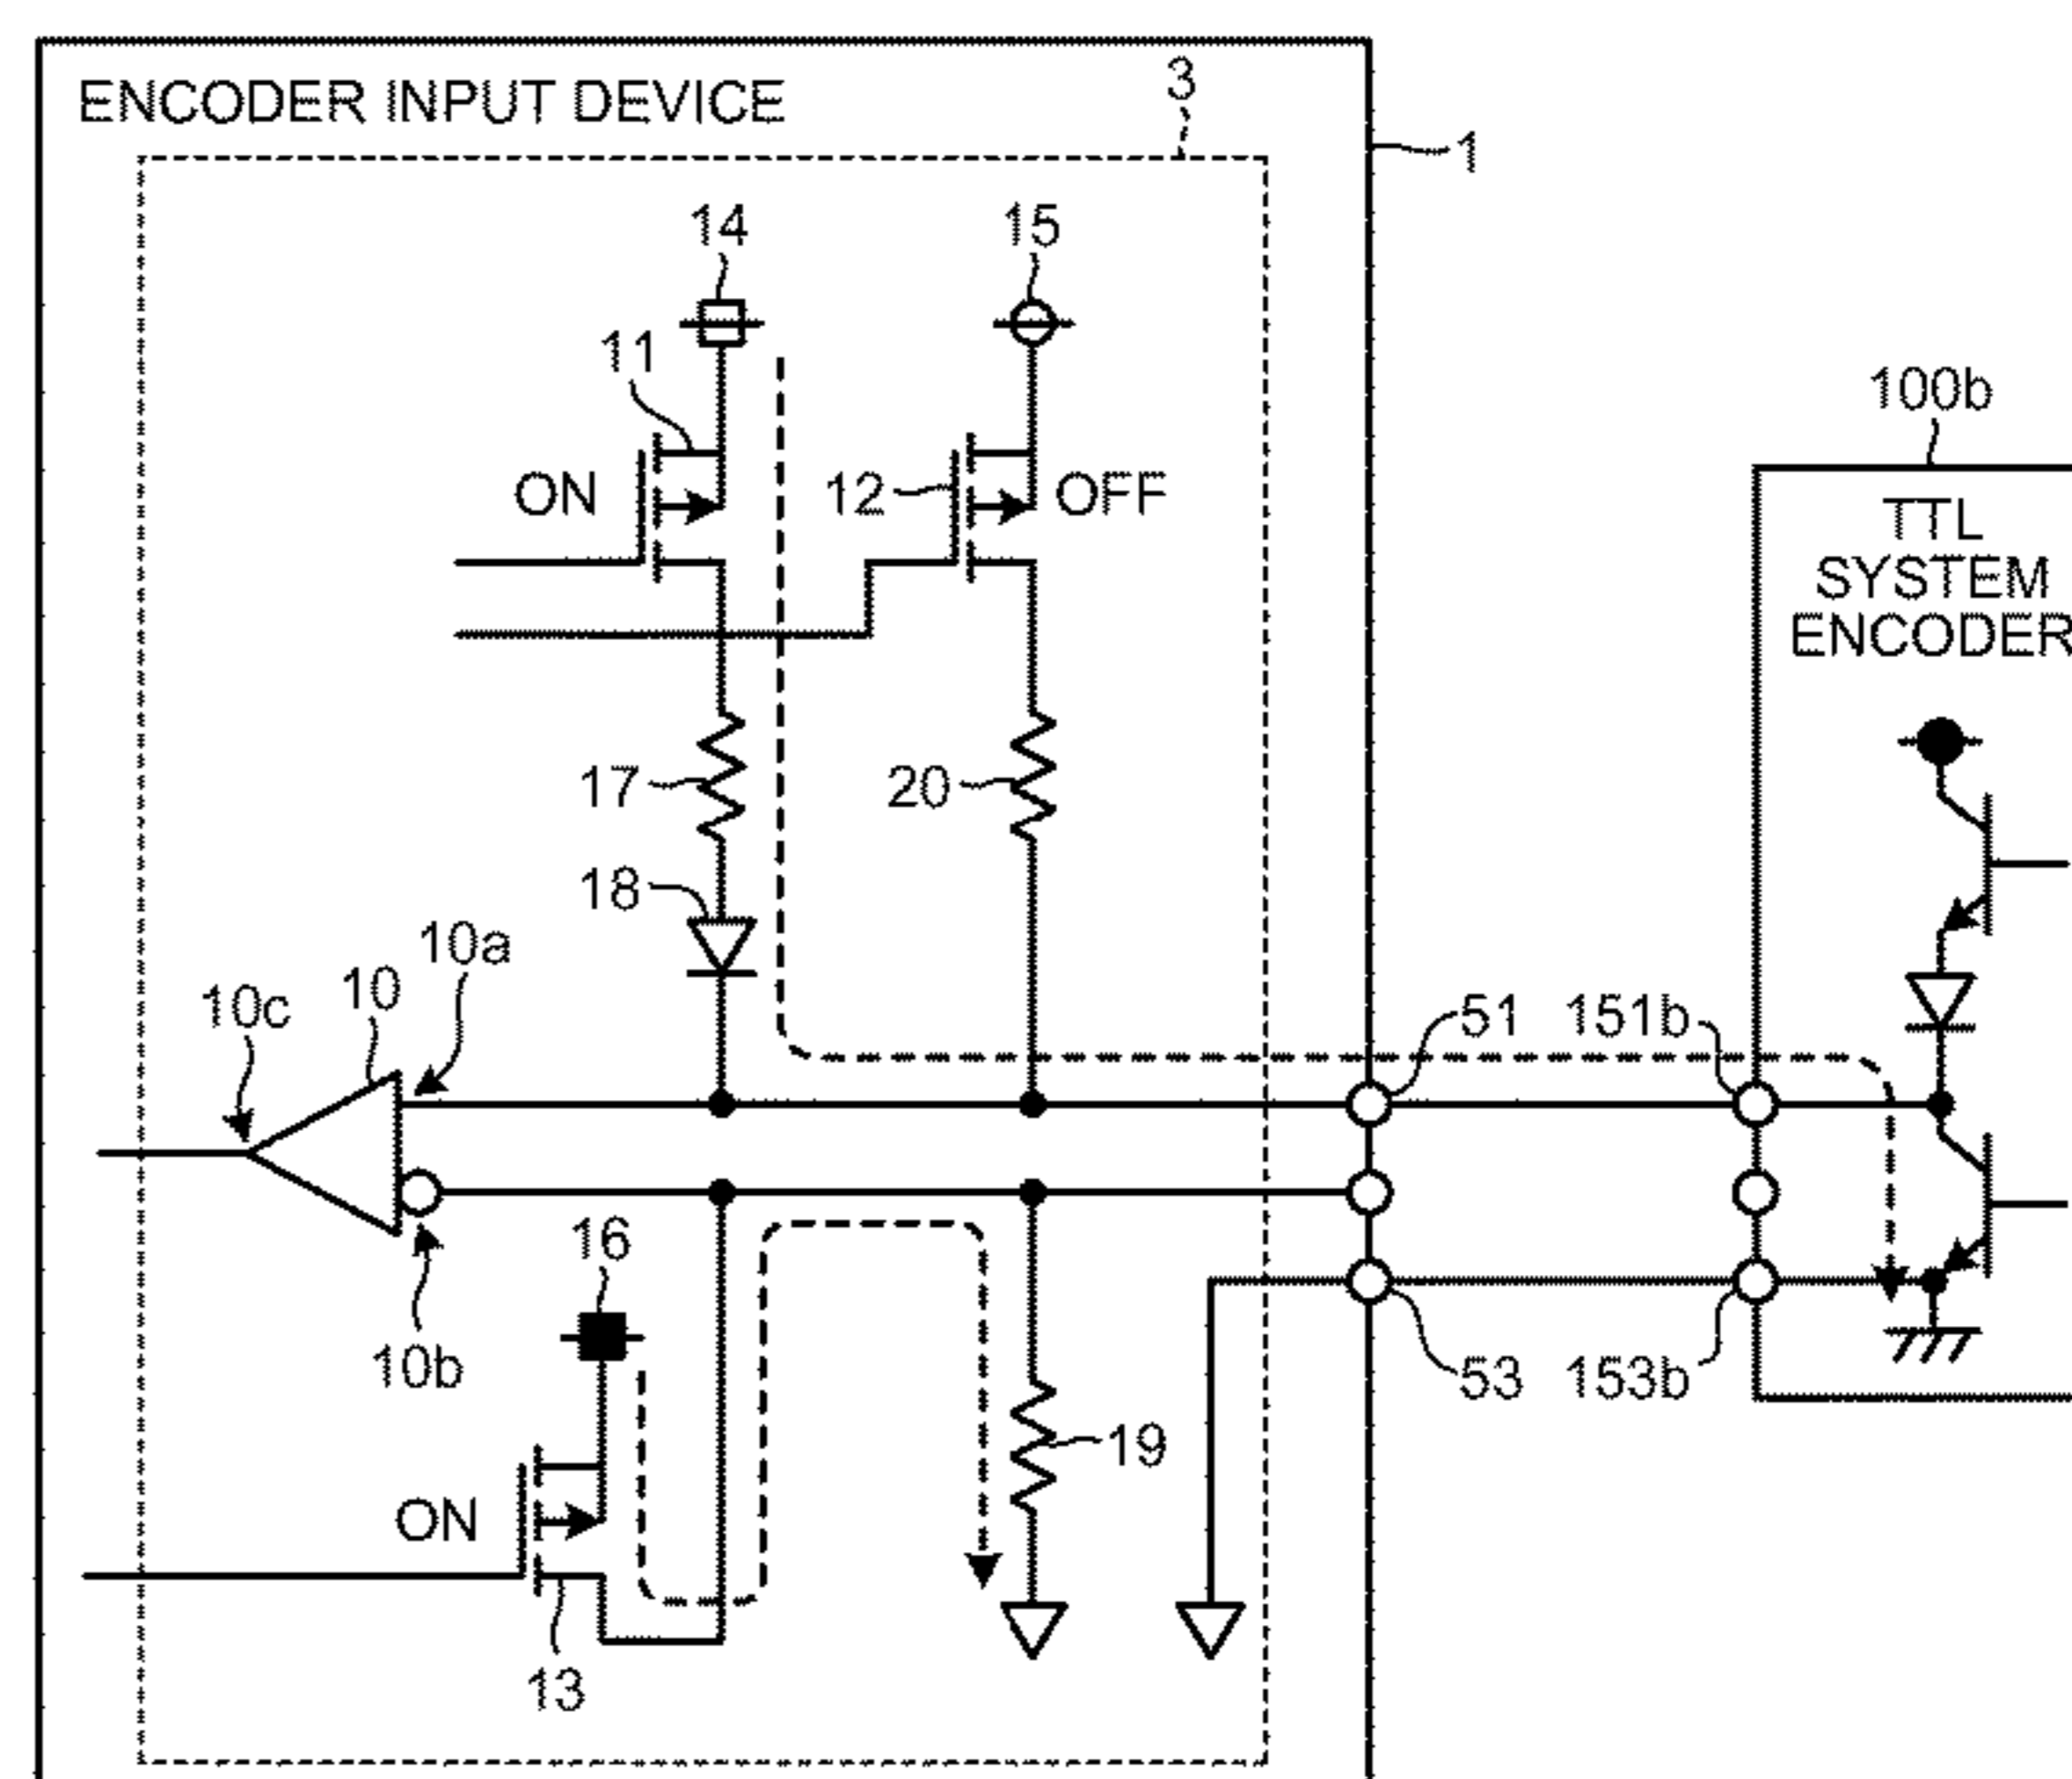 ENCODER INPUT DEVICE
3
1
14
15
11
ON
12
OFF
100b
TTL
SYSTEM
ENCODER
17
20
18
10a
10
10c
51
151b
16
10b
53
153b
19
ON
13